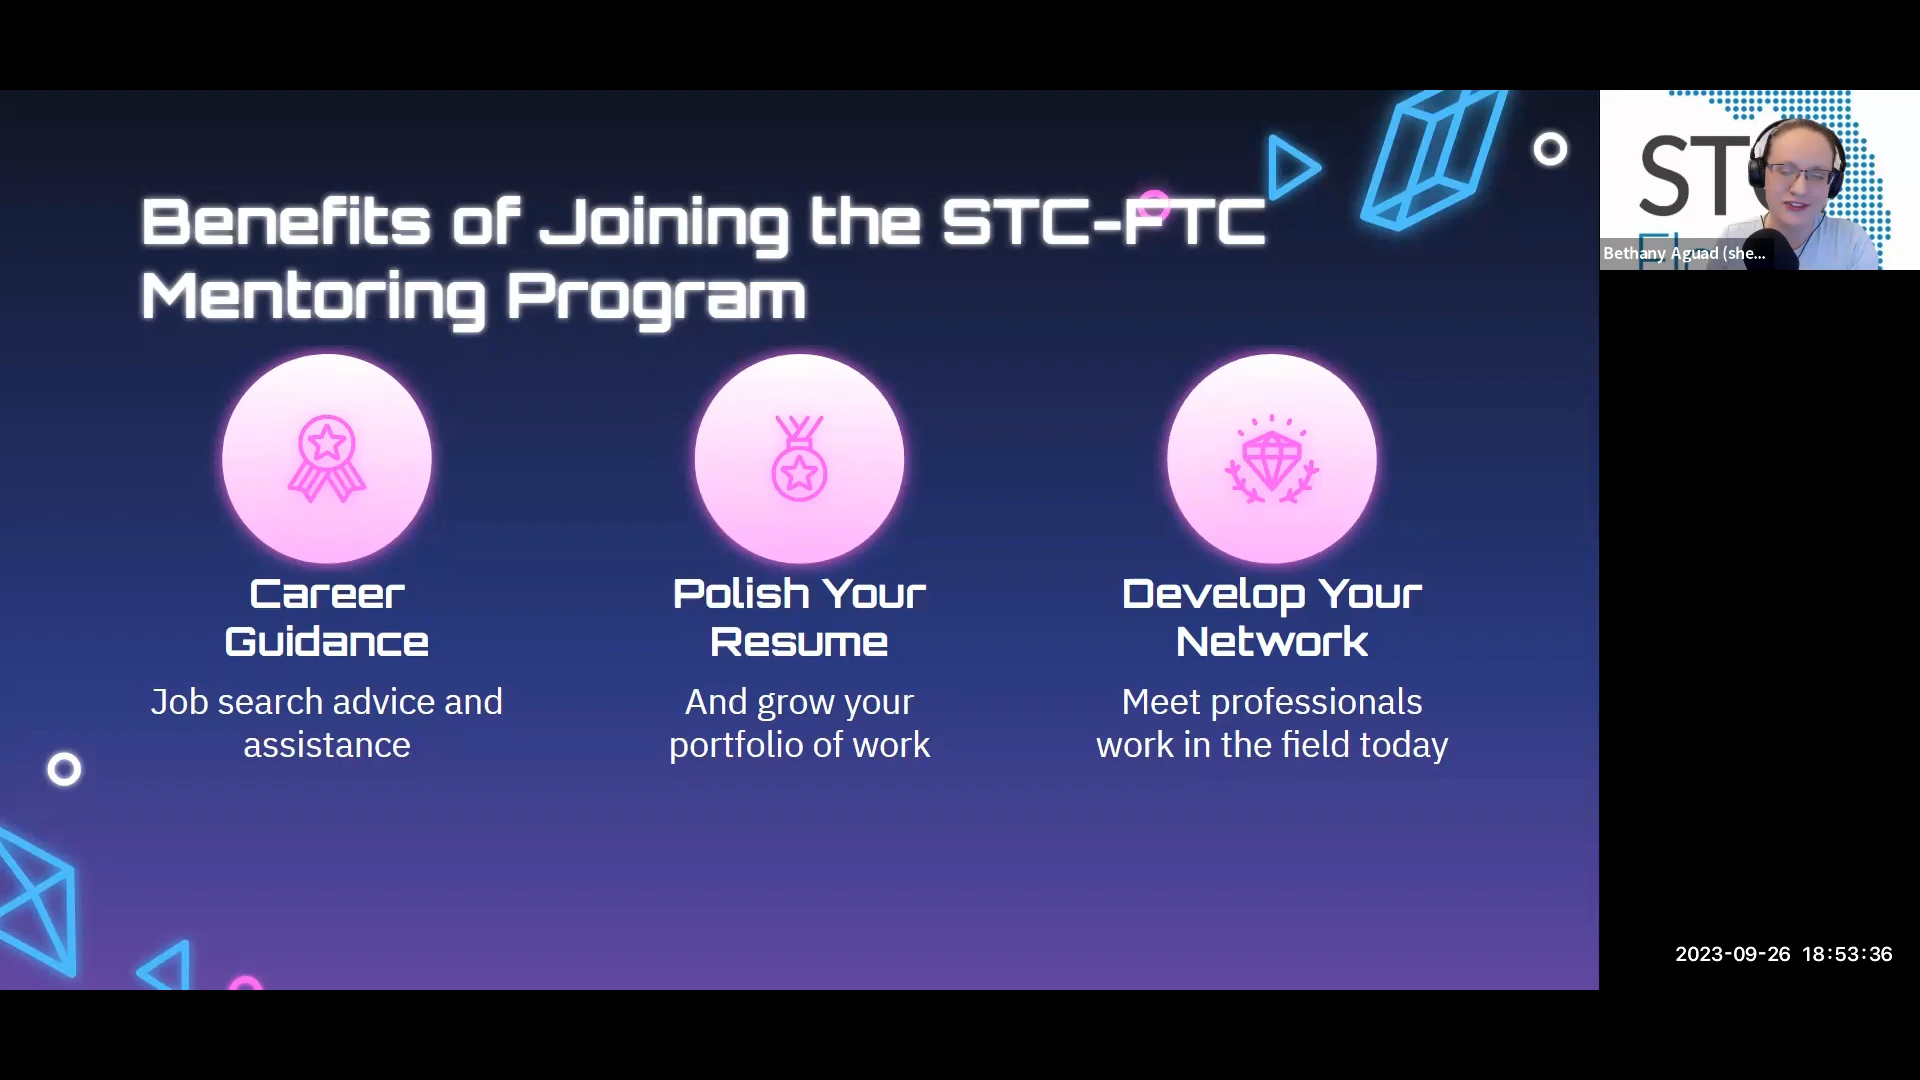 Benefits of Joining the STC-FTC
Mentoring Program
Career
Guidance
Job search advice and
assistance
Polish Your
Resume
And grow your
portfolio of work
Develop Your
Network
Meet professionals
work in the field today
Bethany Aguad (she...
2023-09-26 18:53:36